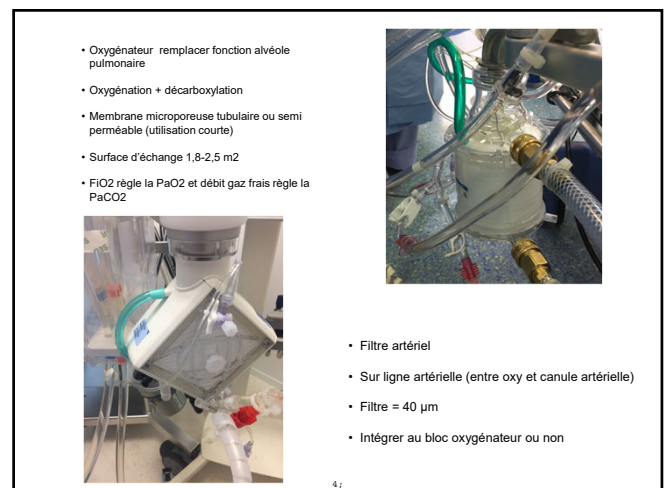 • Oxygénateur remplacer fonction alvéole
pulmonaire
• Oxygénation + décarboxylation
• Membrane microporeuse tubulaire ou semi
perméable (utilisation courte)
• Surface d'échange 1,8-2,5 m2
• FiO2 règle la PaO2 et débit gaz frais règle la
PaCO2
• Filtre artériel
• Sur ligne artérielle (entre oxy et canule artérielle)
• Filtre = 40 µm
• Intégrer au bloc oxygénateur ou non
4;